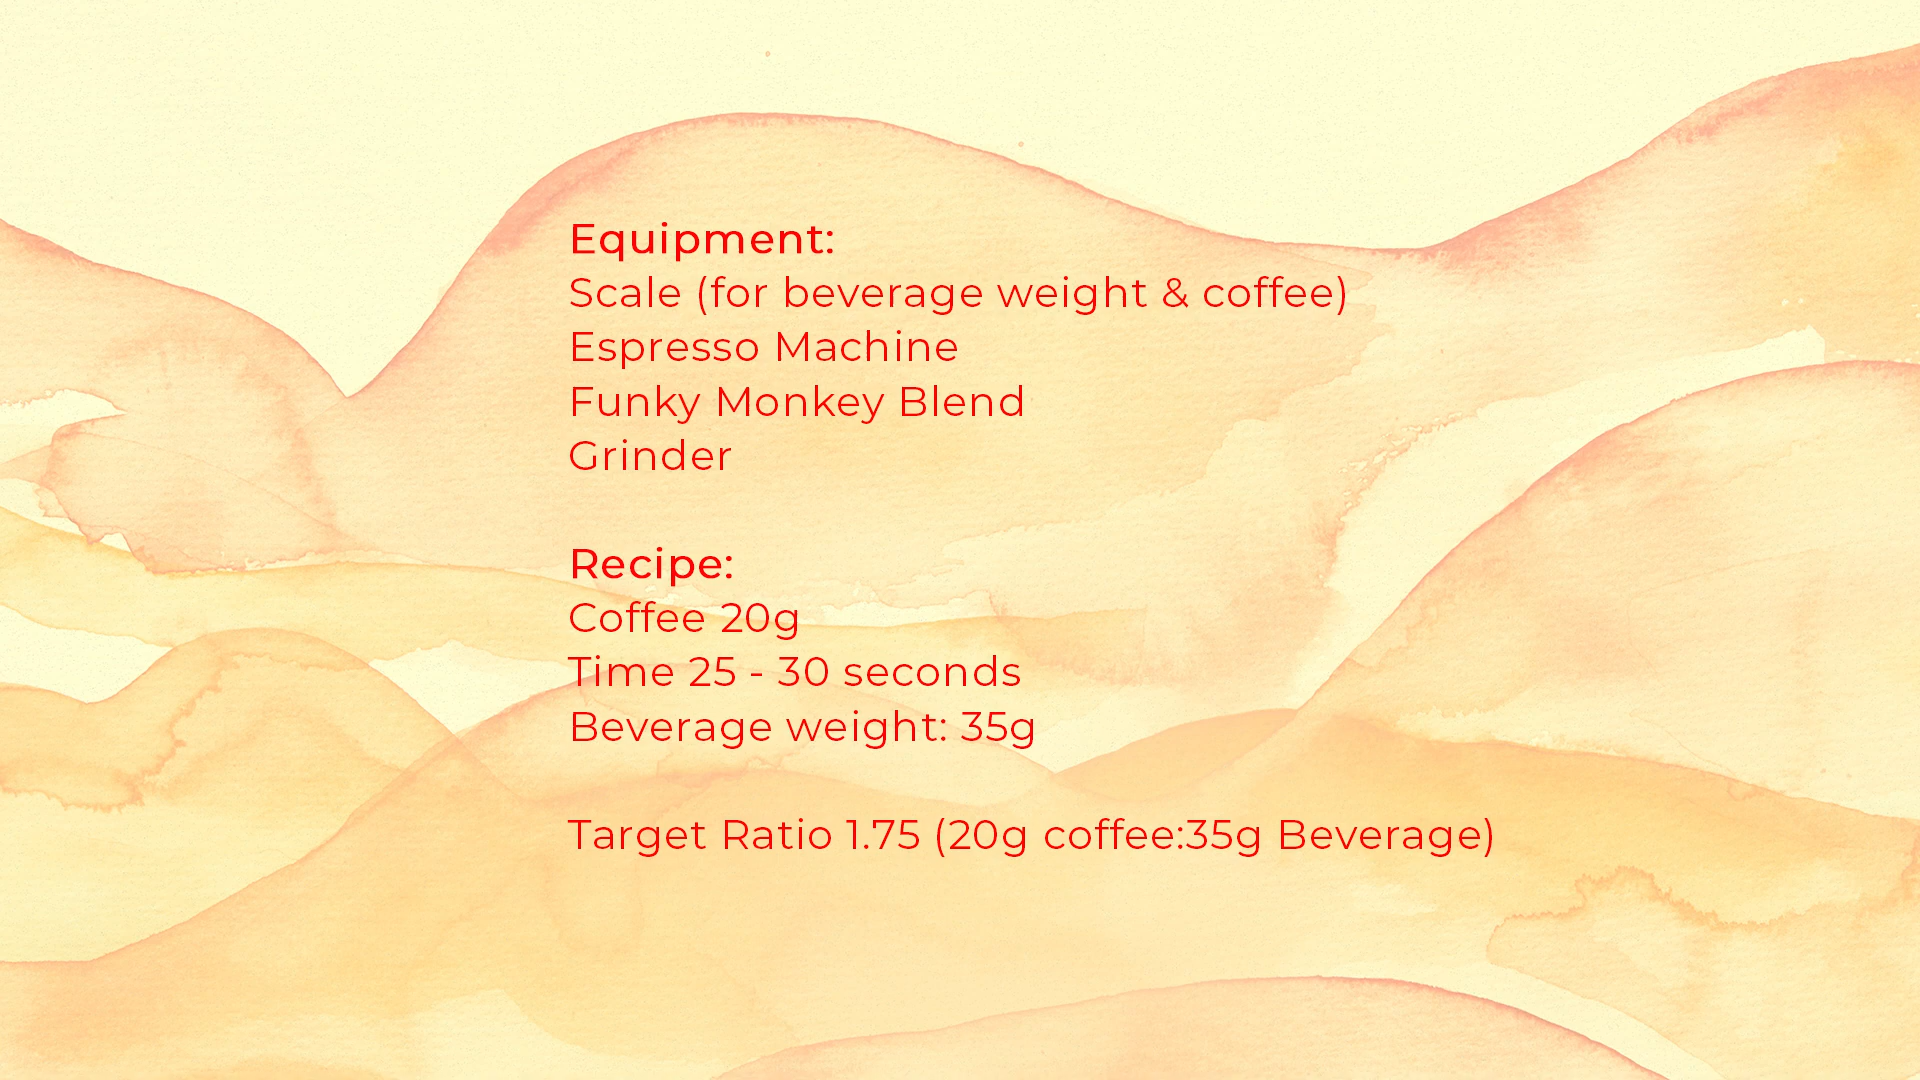 Equipment:
Scale (for beverage weight & coffee)
Espresso Machine
Funky Monkey Blend
Grinder
Recipe:
Coffee 20g
Time 25 - 30 seconds
Beverage weight: 35g
Target Ratio 1.75 (20g coffee:35g Beverage)